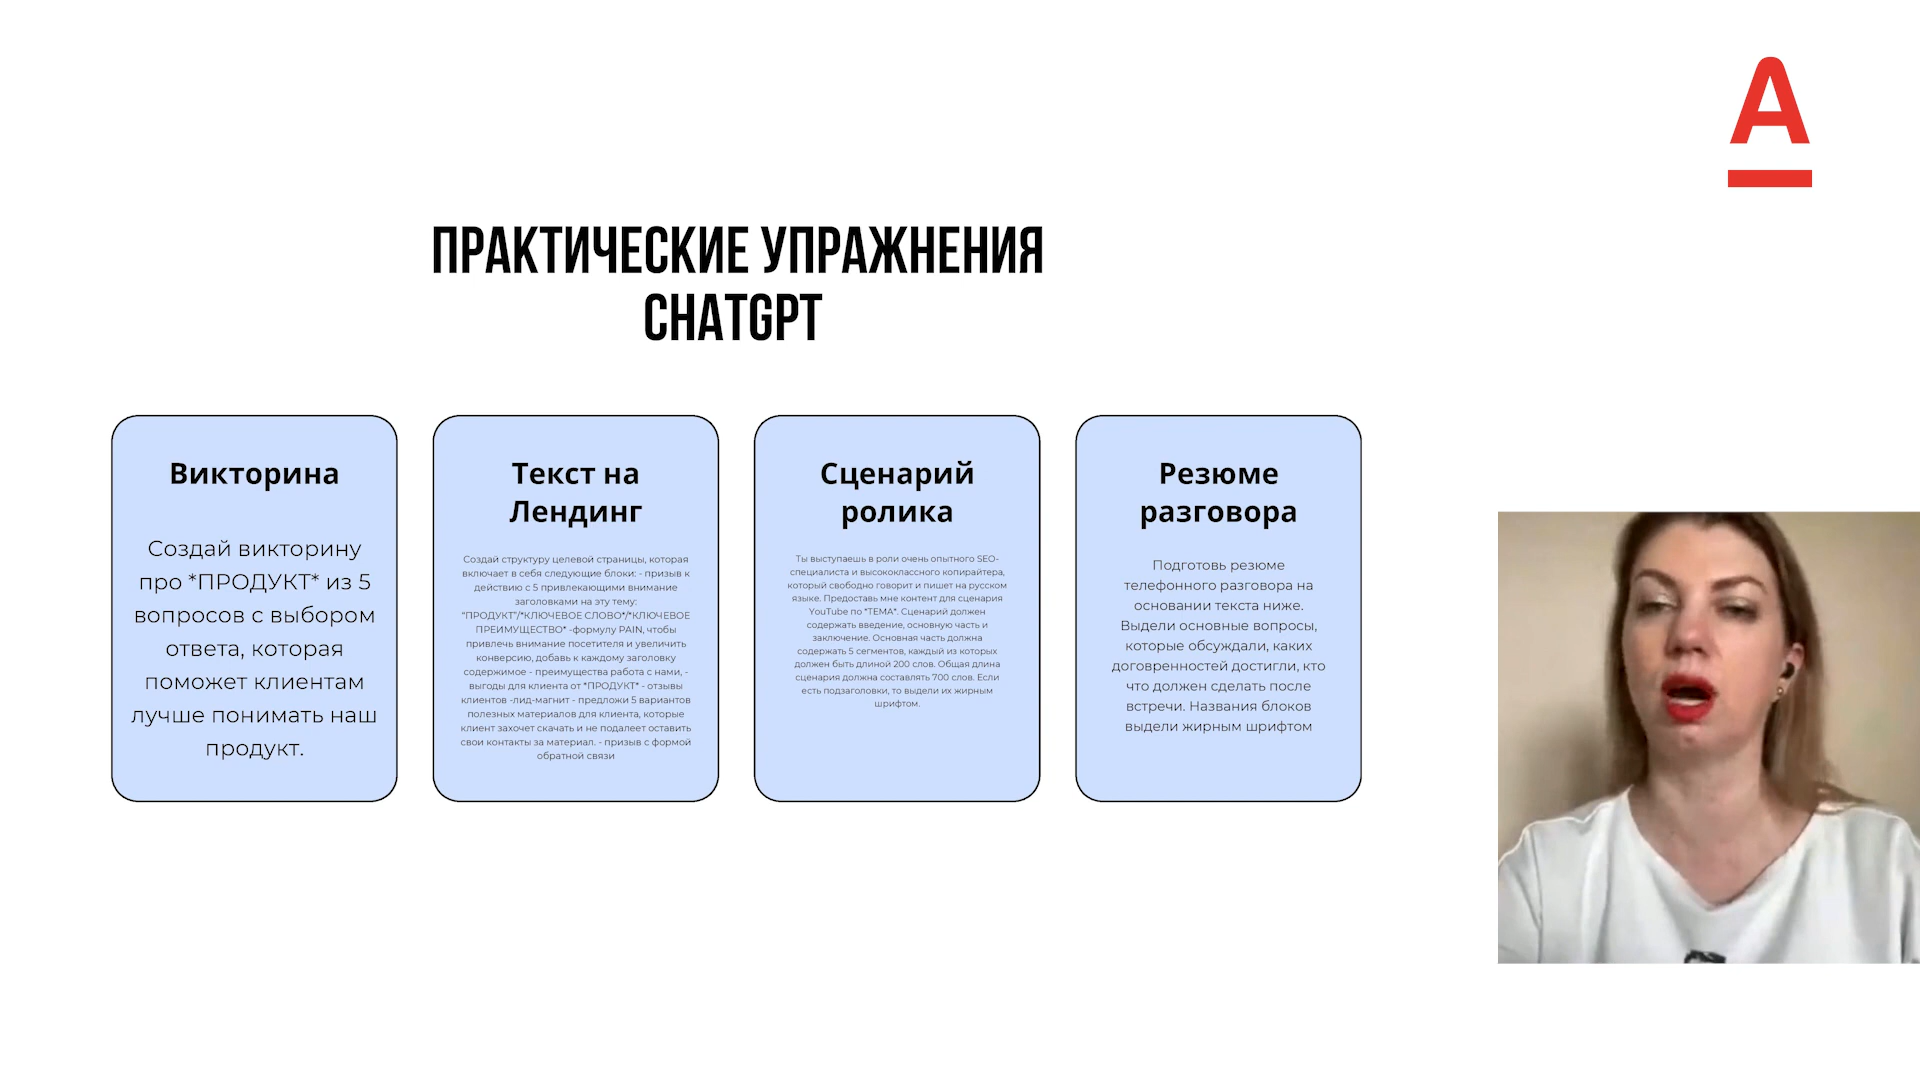 А
ПРАКТИЧЕСКИЕ УПРАЖНЕНИЯ
CHATGPT
Викторина
Создай викторину
про *ПРОДУКТ* из 5
вопросов с выбором
ответа, которая
поможет клиентам
лучше понимать наш
продукт.
Текст на
Лендинг
Создай структуру целевой страницы, которая
включает в себя следующие блоки: - призыв к
действию с 5 привлекающими внимание
заголовками на эту тему:
"ПРОДУКТ"/*КЛЮЧЕВОЕ СЛОВО*/*КЛЮЧЕВОЕ
ПРЕИМУЩЕСТВО* -формулу PAIN, чтобы
привлечь внимание посетителя и увеличить
конверсию, добавь к каждому заголовку
содержимое - преимущества работа с нами, -
выгоды для клиента от *ПРОДУКТ* - отзывы
клиентов -лид-магнит - предложи 5 вариантов
полезных материалов для клиента, которые
клиент захочет скачать и не подалеет оставить
свои контакты за материал. - призыв с формой
обратной связи
Сценарий
ролика
Ты выступаешь в роли очень опытного SEO-
специалиста и высококлассного копирайтера,
который свободно говорит и пишет на русском
языке. Предоставь мне контент для сценария
YouTube по *ТЕМА*. Сценарий должен
содержать введение, основную часть и
заключение. Основная часть должна
содержать 5 сегментов, каждый из которых
должен быть длиной 200 слов. Общая длина
сценария должна составлять 700 слов. Если
есть подзаголовки, то выдели их жирным
шрифтом.
Резюме
разговора
Подготовь резюме
телефонного разговора на
основании текста ниже.
Выдели основные вопросы,
которые обсуждали, каких
договренностей достигли, кто
что должен сделать после
встречи. Названия блоков
выдели жирным шрифтом